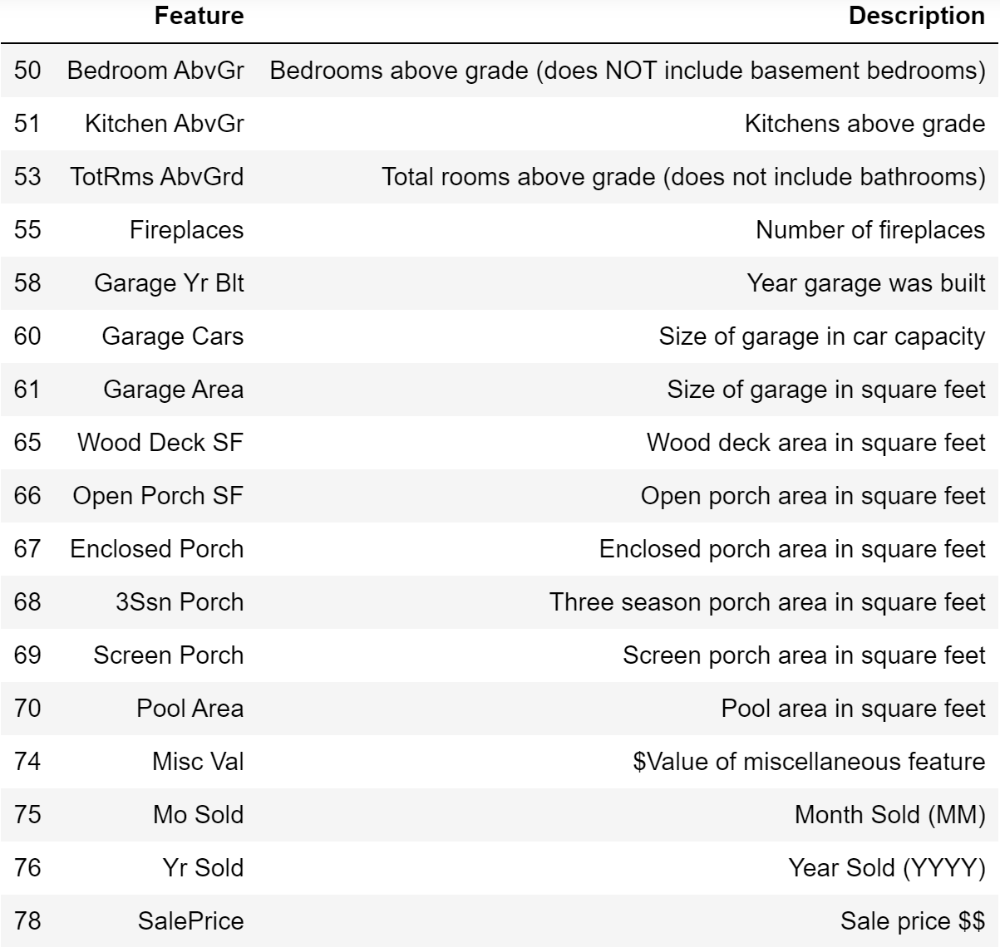 Feature Description
50 Bedroom AbvGr Bedrooms above grade (does NOT include basement bedrooms)
51 Kitchen AbvGr Kitchens above grade
53 TotRms AbvGrd Total rooms above grade (does not include bathrooms)
55 Fireplaces Number of fireplaces
58 Garage Yr Blt Year garage was built
60 Garage Cars Size of garage in car capacity
61 Garage Area Size of garage in square feet
65 Wood Deck SF Wood deck area in square feet
66 Open Porch SF Open porch area in square feet
67 Enclosed Porch Enclosed porch area in square feet
68 3Ssn Porch Three season porch area in square feet
69 Screen Porch Screen porch area in square feet
70 Pool Area Pool area in square feet
74 Misc Val $Value of miscellaneous feature
75 Mo Sold Month Sold (MM)
76 Yr Sold Year Sold (YYYY)
78 SalePrice Sale price $$